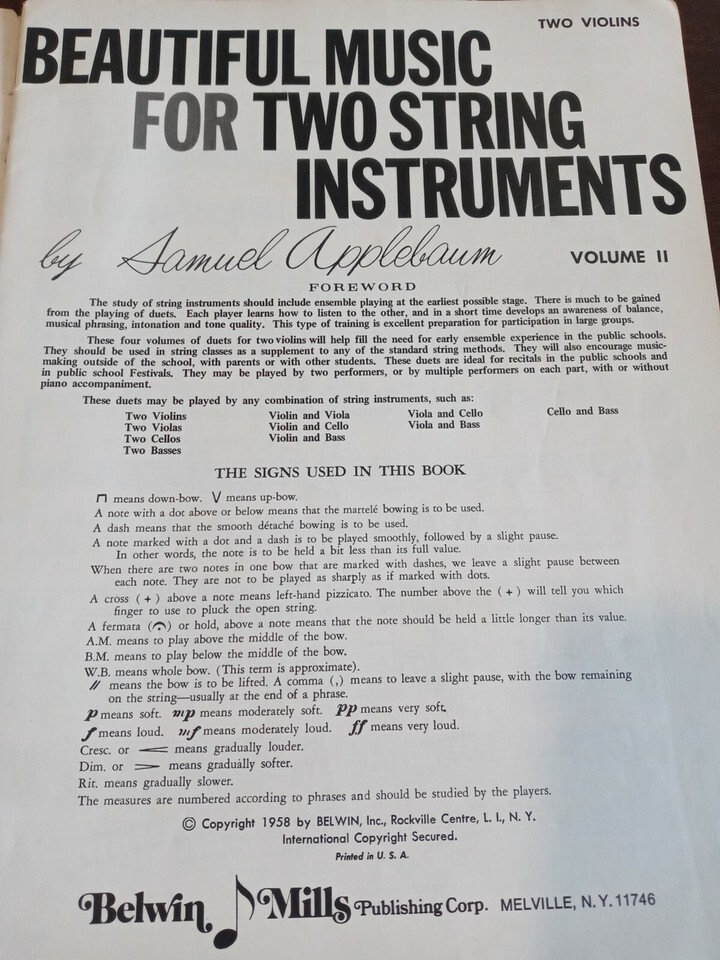 TWO VIOLINS
BEAUTIFUL MUSIC
FOR TWO STRING
INSTRUMENTS
by Samuel Applebaum VOLUME II
FOREWORD
The study of string instruments should include ensemble playing at the earliest possible stage. There is much to be gained
from the playing of duets. Each player learns how to listen to the other, and in a short time develops an awareness of balance,
musical phrasing, intonation and tone quality. This type of training is excellent preparation for participation in large groups.
These four volumes of duets for two violins will help fill the need for early ensemble experience in the public schools.
They should be used in string classes as a supplement to any of the standard string methods. They will also encourage music-
making outside of the school, with parents or with other students. These duets are ideal for recitals in the public schools and
in public school Festivals. They may be played by two performers, or by multiple performers on each part, with or without
piano accompaniment.
These duets may be played by any combination of string instruments, such as:
Two Violins Violin and Viola Viola and Cello Cello and Bass
Two Violas Violin and Cello Viola and Bass
Two Cellos Violin and Bass
Two Basses
THE SIGNS USED IN THIS BOOK
⊓ means down-bow. V means up-bow.
A note with a dot above or below means that the martelé bowing is to be used.
A dash means that the smooth détaché bowing is to be used.
A note marked with a dot and a dash is to be played smoothly, followed by a slight pause.
In other words, the note is to be held a bit less than its full value.
When there are two notes in one bow that are marked with dashes, we leave a slight pause between
each note. They are not to be played as sharply as if marked with dots.
A cross ( + ) above a note means left-hand pizzicato. The number above the ( + ) will tell you which
finger to use to pluck the open string.
A fermata (𝄐) or hold, above a note means that the note should be held a little longer than its value.
A.M. means to play above the middle of the bow.
B.M. means to play below the middle of the bow.
W.B. means whole bow. (This term is approximate).
// means the bow is to be lifted. A comma (,) means to leave a slight pause, with the bow remaining
on the string—usually at the end of a phrase.
p means soft. mp means moderately soft. pp means very soft.
f means loud. mf means moderately loud. ff means very loud.
Cresc. or < means gradually louder.
Dim. or > means gradually softer.
Rit. means gradually slower.
The measures are numbered according to phrases and should be studied by the players.
© Copyright 1958 by BELWIN, Inc., Rockville Centre, L. I., N. Y.
International Copyright Secured.
Printed in U. S. A.
Belwin Mills Publishing Corp. MELVILLE, N.Y. 11746